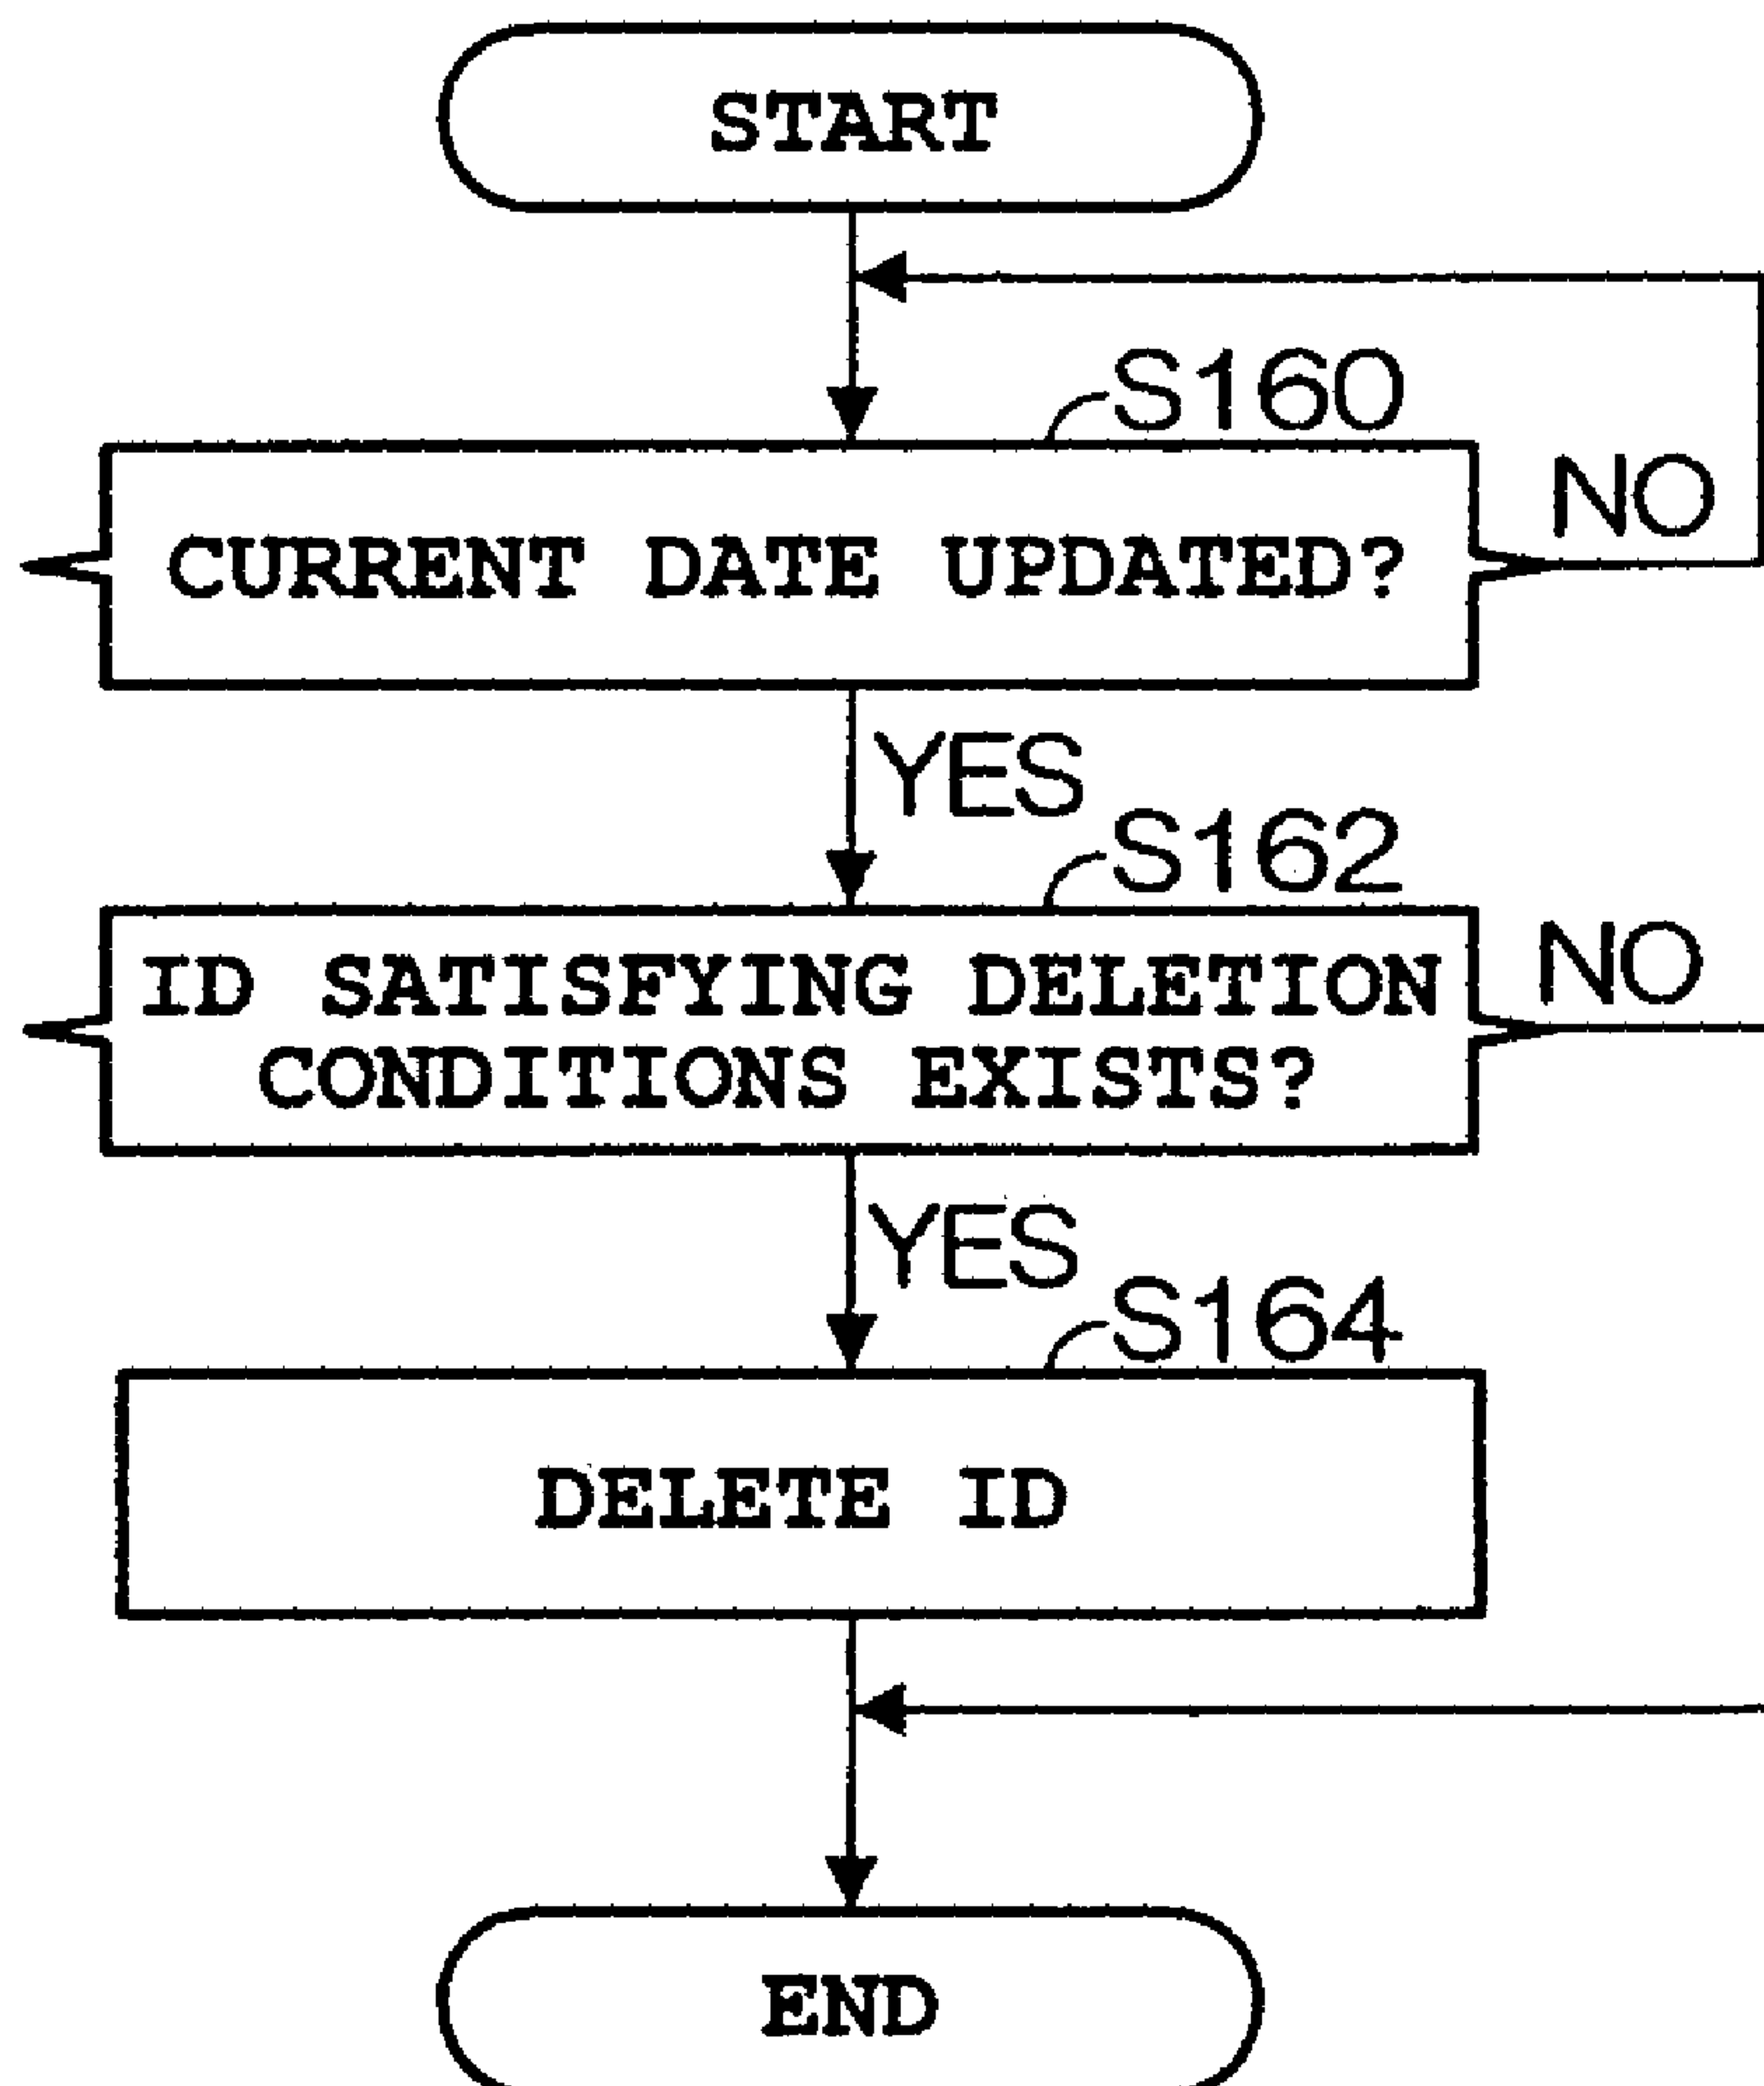 START
S160
CURRENT DATE UPDATED?
NO
YES
S162
ID SATISFYING DELETION
CONDITIONS EXISTS?
NO
YES
S164
DELETE ID
END